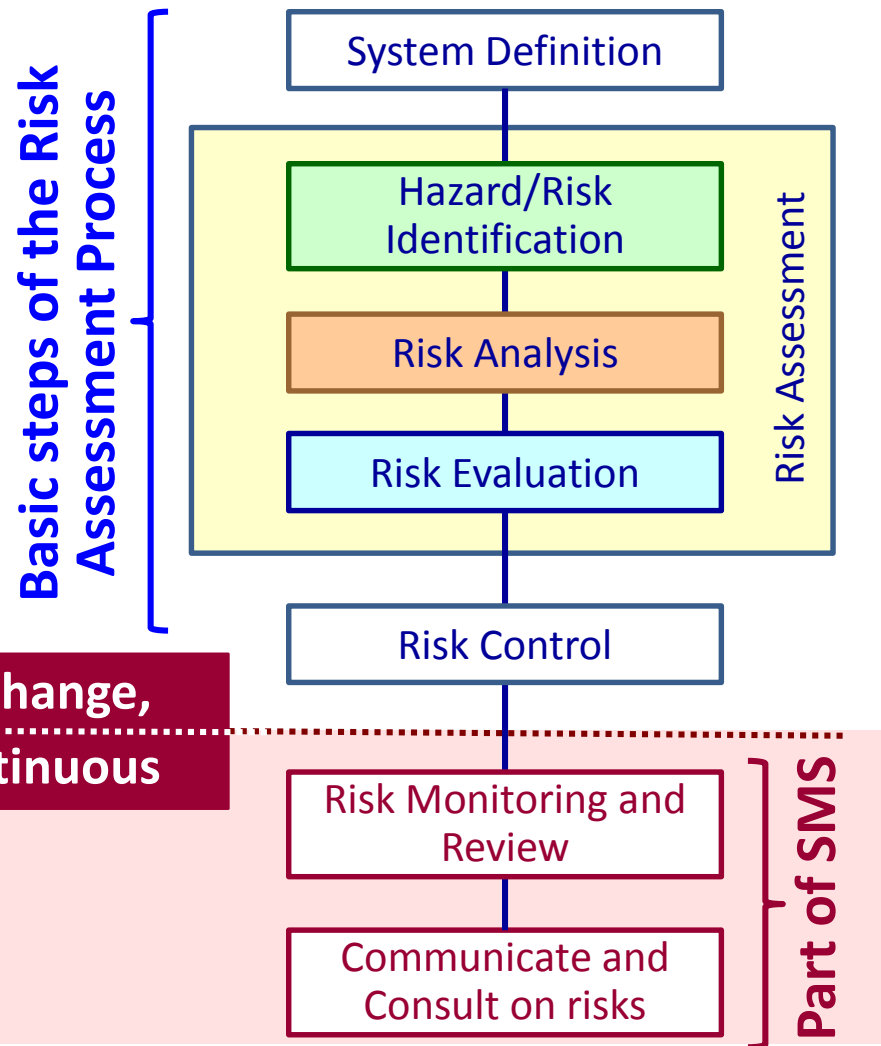 Basic steps of the Risk
Assessment Process
System Definition
Hazard/Risk
Identification
Risk Analysis
Risk Evaluation
Risk Assessment
Risk Control
hange,
tinuous
Risk Monitoring and
Review
Communicate and
Consult on risks
Part of SMS